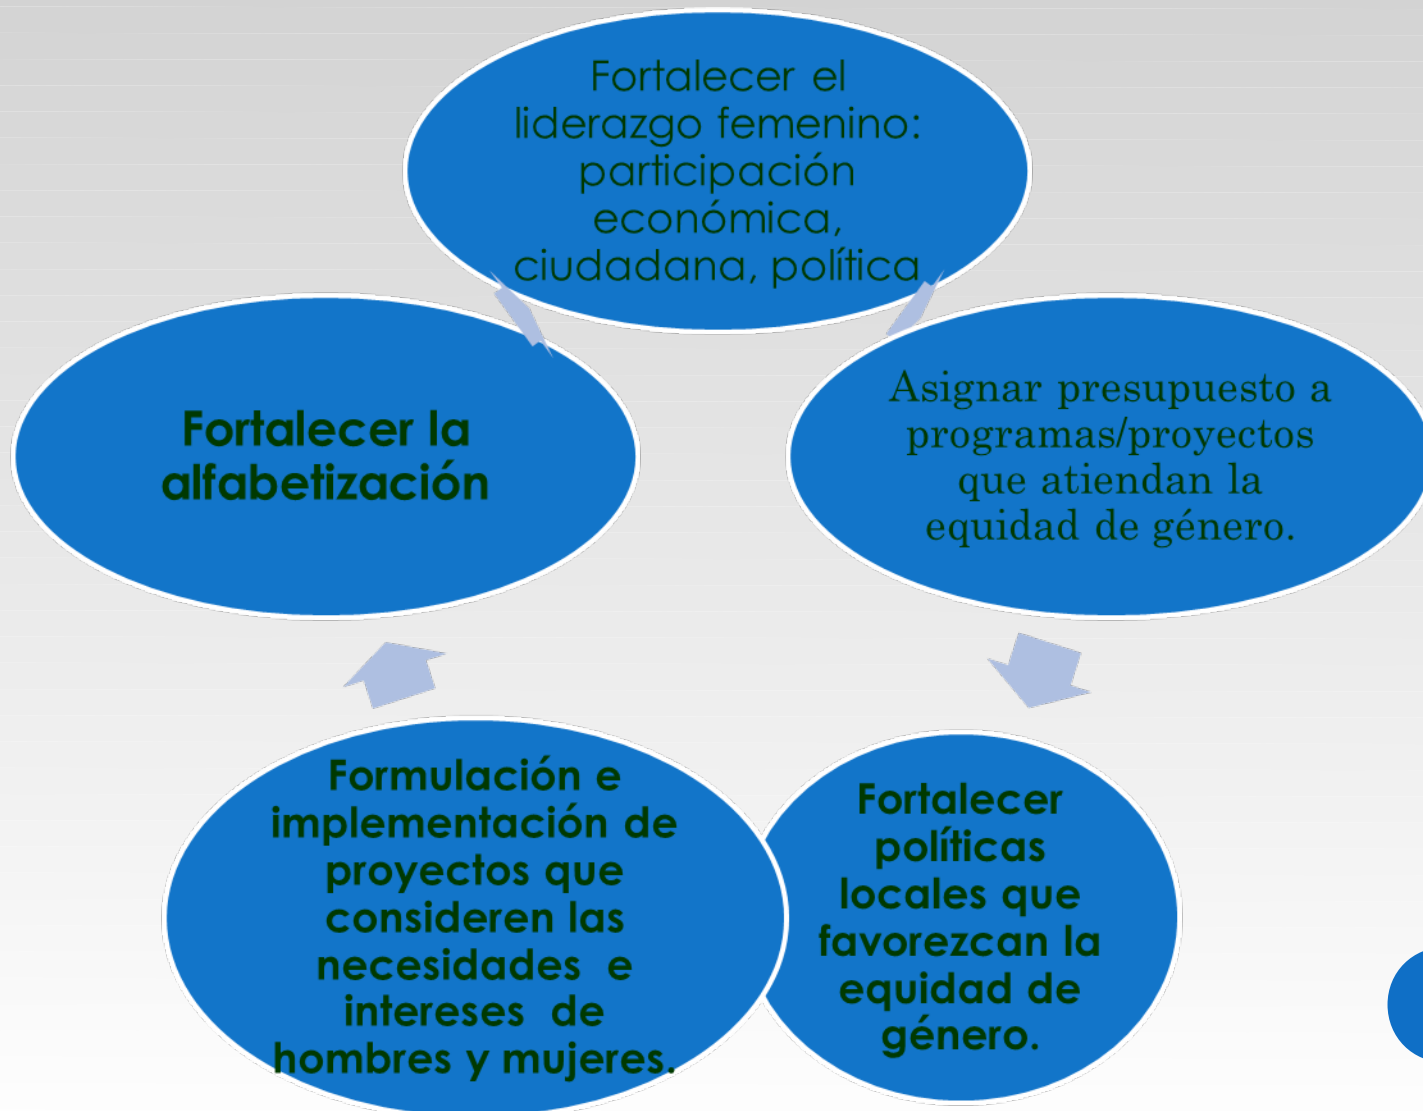 Fortalecer el
liderazgo femenino:
participación
económica,
ciudadana, política
Asignar presupuesto a
programas/proyectos
que atiendan la
equidad de género.
Fortalecer
políticas
locales que
favorezcan la
equidad de
género.
Formulación e
implementación de
proyectos que
consideren las
necesidades e
intereses de
hombres y mujeres.
Fortalecer la
alfabetización